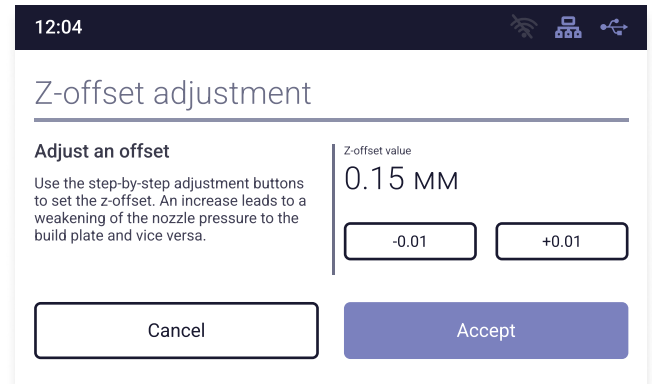 12:04
Z-offset adjustment
Adjust an offset
Use the step-by-step adjustment buttons
to set the z-offset. An increase leads to a
weakening of the nozzle pressure to the
build plate and vice versa.
Z-offset value
0.15 мм
-0.01
+0.01
Cancel
Accept